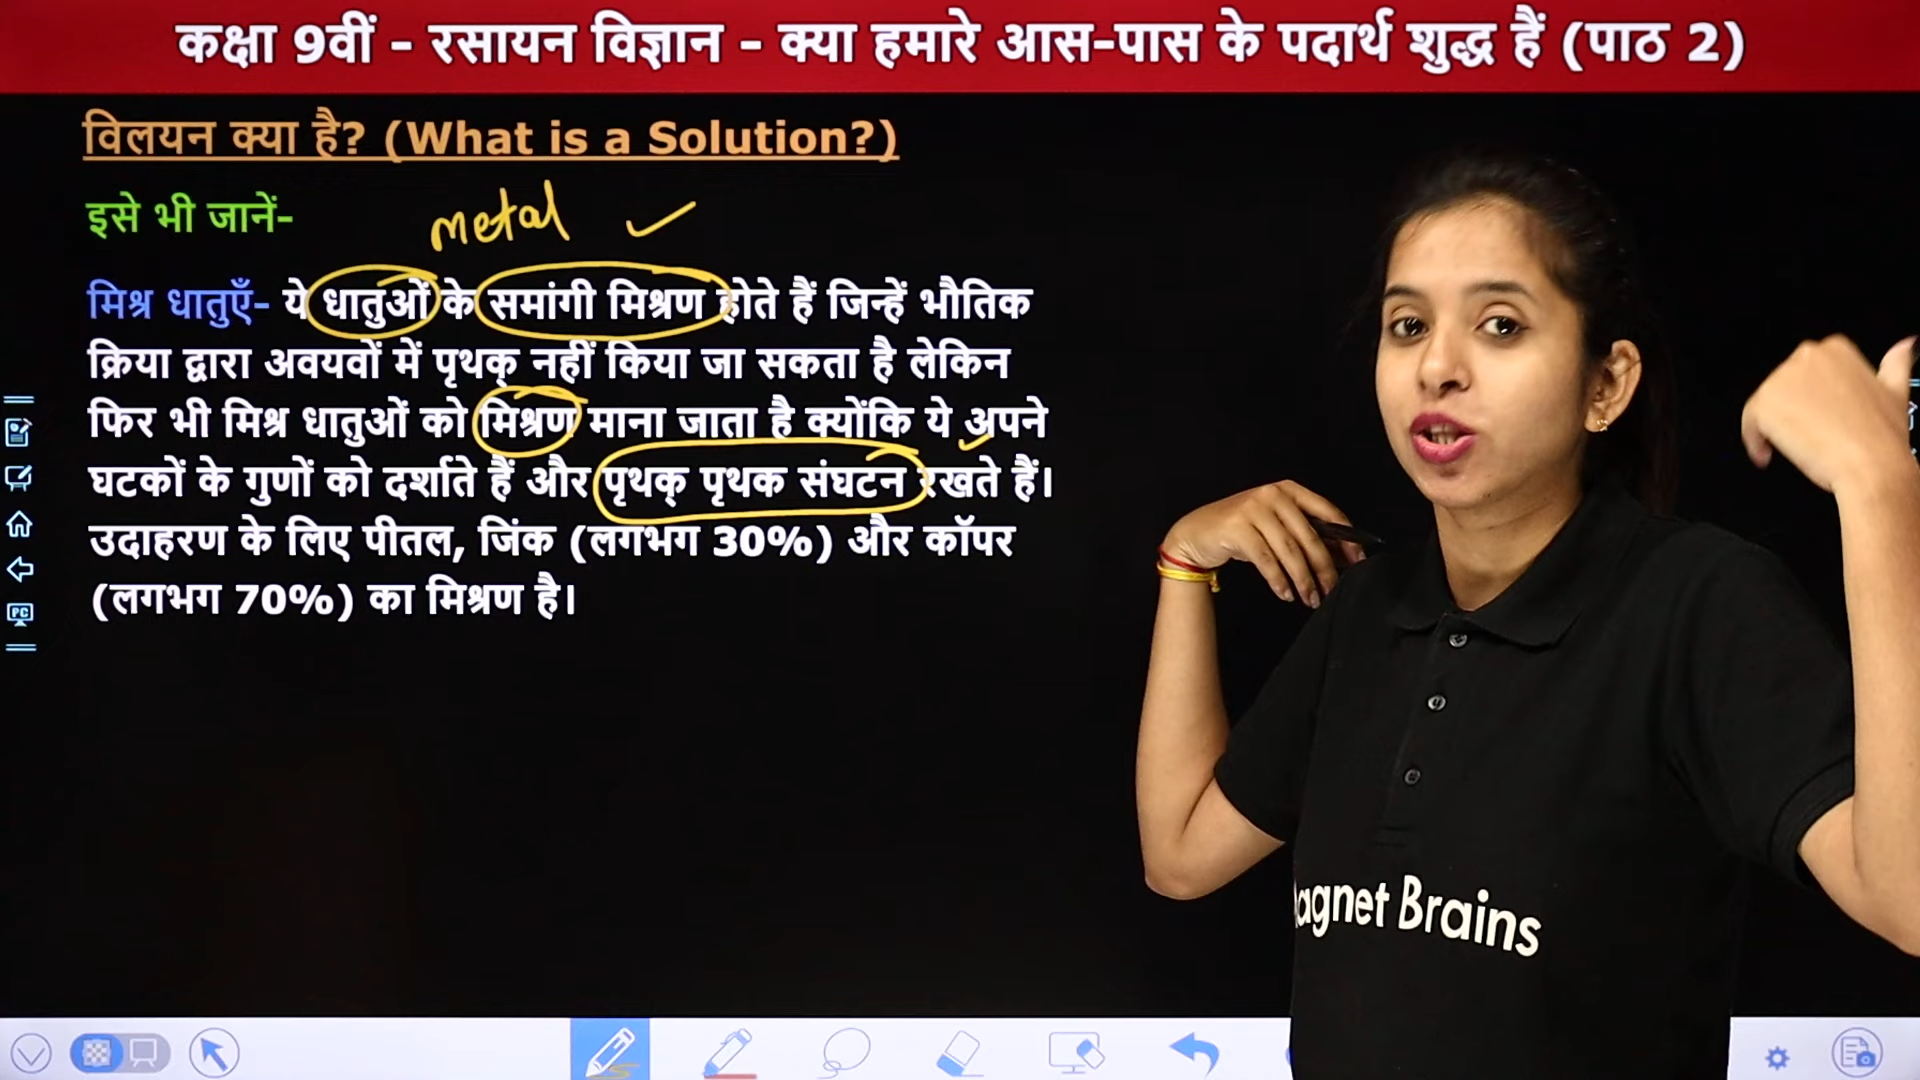 कक्षा 9वीं - रसायन विज्ञान - क्या हमारे आस-पास के पदार्थ शुद्ध हैं (पाठ 2)
विलयन क्या है? (What is a Solution?)
इसे भी जानें-
metal
मिश्र धातुएँ- ये धातुओं के समांगी मिश्रण होते हैं जिन्हें भौतिक
क्रिया द्वारा अवयवों में पृथक् नहीं किया जा सकता है लेकिन
फिर भी मिश्र धातुओं को मिश्रण माना जाता है क्योंकि ये अपने
घटकों के गुणों को दर्शाते हैं और पृथक् पृथक संघटन रखते हैं।
उदाहरण के लिए पीतल, जिंक (लगभग 30%) और कॉपर
(लगभग 70%) का मिश्रण है।
PC
agnet Brains